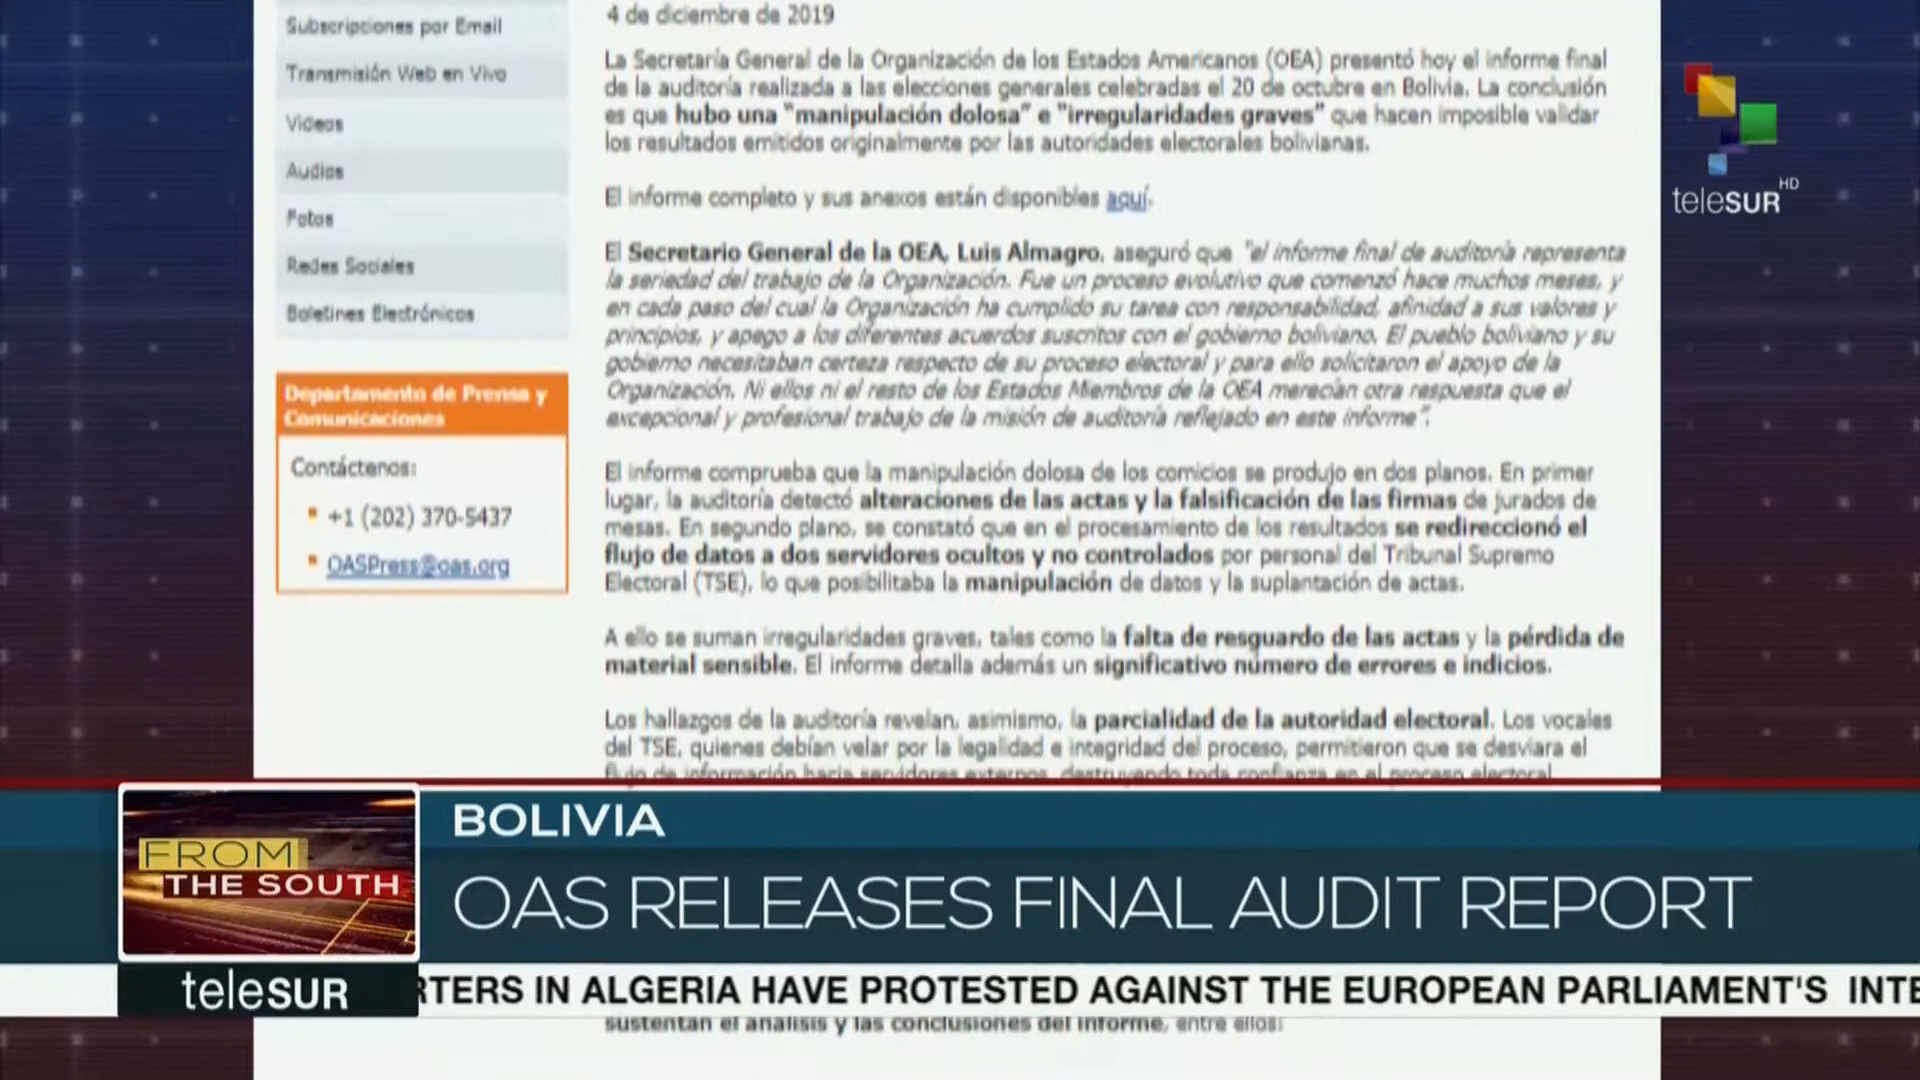 Subscripciones por Email
Transmisión Web en Vivo
Videos
Audios
Fotos
Redes Sociales
Boletines Electrónicos
Departamento de Prensa y
Comunicaciones
Contáctenos:
+1 (202) 370-5437
OASPress@oas.org
4 de diciembre de 2019
La Secretaría General de la Organización de los Estados Americanos (OEA) presentó hoy el informe final
de la auditoría realizada a las elecciones generales celebradas el 20 de octubre en Bolivia. La conclusión
es que hubo una "manipulación dolosa" e "irregularidades graves" que hacen imposible validar
los resultados emitidos originalmente por las autoridades electorales bolivianas.
El informe completo y sus anexos están disponibles aquí.
El Secretario General de la OEA, Luis Almagro, aseguró que "el informe final de auditoría representa
la seriedad del trabajo de la Organización. Fue un proceso evolutivo que comenzó hace muchos meses, y
en cada paso del cual la Organización ha cumplido su tarea con responsabilidad, afinidad a sus valores y
principios, y apego a los diferentes acuerdos suscritos con el gobierno boliviano. El pueblo boliviano y su
gobierno necesitaban certeza respecto de su proceso electoral y para ello solicitaron el apoyo de la
Organización. Ni ellos ni el resto de los Estados Miembros de la OEA merecían otra respuesta que el
excepcional y profesional trabajo de la misión de auditoría reflejado en este informe".
El informe comprueba que la manipulación dolosa de los comicios se produjo en dos planos. En primer
lugar, la auditoría detectó alteraciones de las actas y la falsificación de las firmas de jurados de
mesas. En segundo plano, se constató que en el procesamiento de los resultados se redireccionó el
flujo de datos a dos servidores ocultos y no controlados por personal del Tribunal Supremo
Electoral (TSE), lo que posibilitaba la manipulación de datos y la suplantación de actas.
A ello se suman irregularidades graves, tales como la falta de resguardo de las actas y la pérdida de
material sensible. El informe detalla además un significativo número de errores e indicios.
Los hallazgos de la auditoría revelan, asimismo, la parcialidad de la autoridad electoral. Los vocales
del TSE, quienes debían velar por la legalidad e integridad del proceso, permitieron que se desviara el
flujo de información hacia servidores externos, destruyendo toda confianza en el proceso electoral.
teleSUR HD
BOLIVIA
FROM
THE SOUTH
OAS RELEASES FINAL AUDIT REPORT
teleSUR
RTERS IN ALGERIA HAVE PROTESTED AGAINST THE EUROPEAN PARLIAMENT'S INTE
sustentan el análisis y las conclusiones del informe, entre ellos: